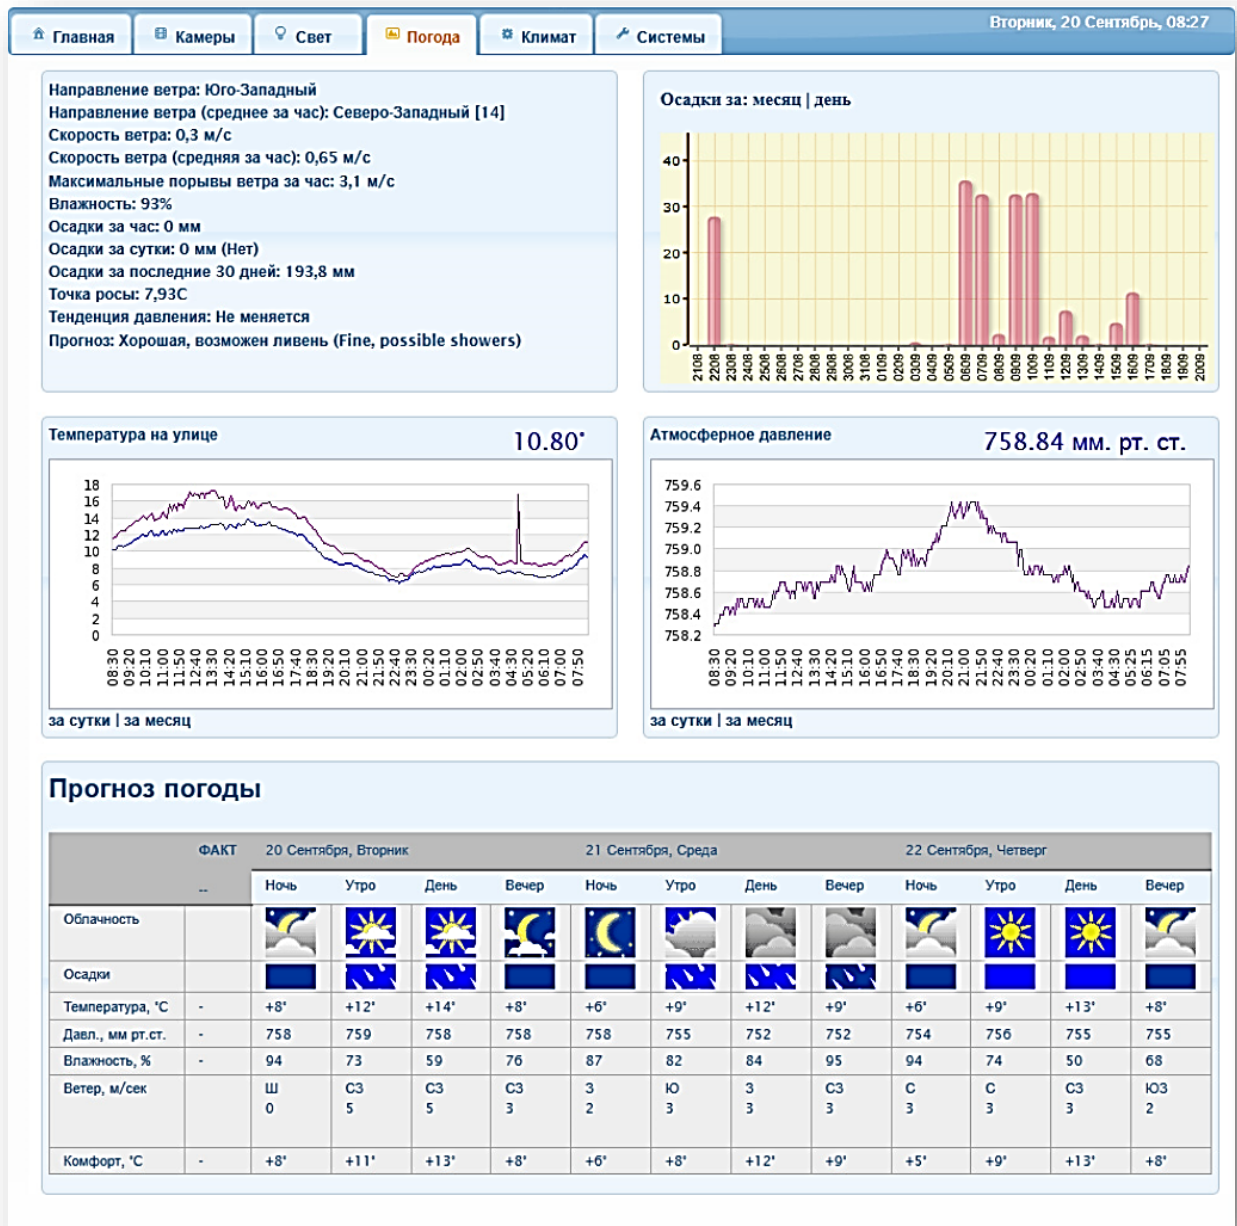 Главная Камеры Свет Погода Климат Системы Вторник, 20 Сентябрь, 08:27
Направление ветра: Юго-Западный
Направление ветра (среднее за час): Северо-Западный [14]
Скорость ветра: 0,3 м/с
Скорость ветра (средняя за час): 0,65 м/с
Максимальные порывы ветра за час: 3,1 м/с
Влажность: 93%
Осадки за час: 0 мм
Осадки за сутки: 0 мм (Нет)
Осадки за последние 30 дней: 193,8 мм
Точка росы: 7,93С
Тенденция давления: Не меняется
Прогноз: Хорошая, возможен ливень (Fine, possible showers)
Осадки за: месяц | день
40
30
20
10
0
2108 2208 2308 2408 2508 2608 2708 2808 2908 3008 3108 0109 0209 0309 0409 0509 0609 0709 0809 0909 1009 1109 1209 1309 1409 1509 1609 1709 1809 1909 2009
Температура на улице 10.80°
18
16
14
12
10
8
6
4
2
0
08:30 09:20 10:10 11:00 11:50 12:40 13:30 14:20 15:10 16:00 16:50 17:40 18:30 19:20 20:10 21:00 21:50 22:40 23:30 00:20 01:10 02:00 02:50 03:40 04:30 05:20 06:10 07:00 07:50
за сутки | за месяц
Атмосферное давление 758.84 мм. рт. ст.
759.6
759.4
759.2
759.0
758.8
758.6
758.4
758.2
08:30 09:20 10:10 11:00 11:50 12:40 13:30 14:20 15:10 16:00 16:50 17:40 18:30 19:20 20:10 21:00 21:50 22:40 23:30 00:20 01:10 02:00 02:50 03:40 04:30 05:25 06:15 07:05 07:55
за сутки | за месяц
Прогноз погоды
ФАКТ 20 Сентября, Вторник 21 Сентября, Среда 22 Сентября, Четверг
-- Ночь Утро День Вечер Ночь Утро День Вечер Ночь Утро День Вечер
Облачность
Осадки
Температура, °C - +8° +12° +14° +8° +6° +9° +12° +9° +6° +9° +13° +8°
Давл., мм рт.ст. - 758 759 758 758 758 755 752 752 754 756 755 755
Влажность, % - 94 73 59 76 87 82 84 95 94 74 50 68
Ветер, м/сек Ш СЗ СЗ СЗ З Ю З СЗ С С СЗ ЮЗ
0 5 5 3 2 3 3 3 3 3 3 2
Комфорт, °C - +8° +11° +13° +8° +6° +8° +12° +9° +5° +9° +13° +8°